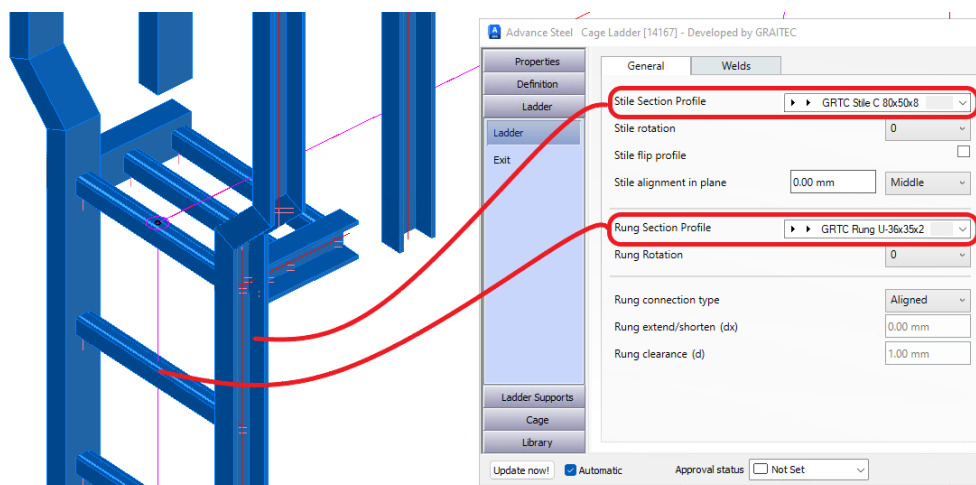 Advance Steel Cage Ladder [14167] - Developed by GRAITEC
Properties
Definition
Ladder
Ladder
Exit
Ladder Supports
Cage
Library
General Welds
Stile Section Profile GRTC Stile C 80x50x8
Stile rotation 0
Stile flip profile
Stile alignment in plane 0.00 mm Middle
Rung Section Profile GRTC Rung U-36x35x2
Rung Rotation 0
Rung connection type Aligned
Rung extend/shorten (dx) 0.00 mm
Rung clearance (d) 1.00 mm
Update now! Automatic Approval status Not Set